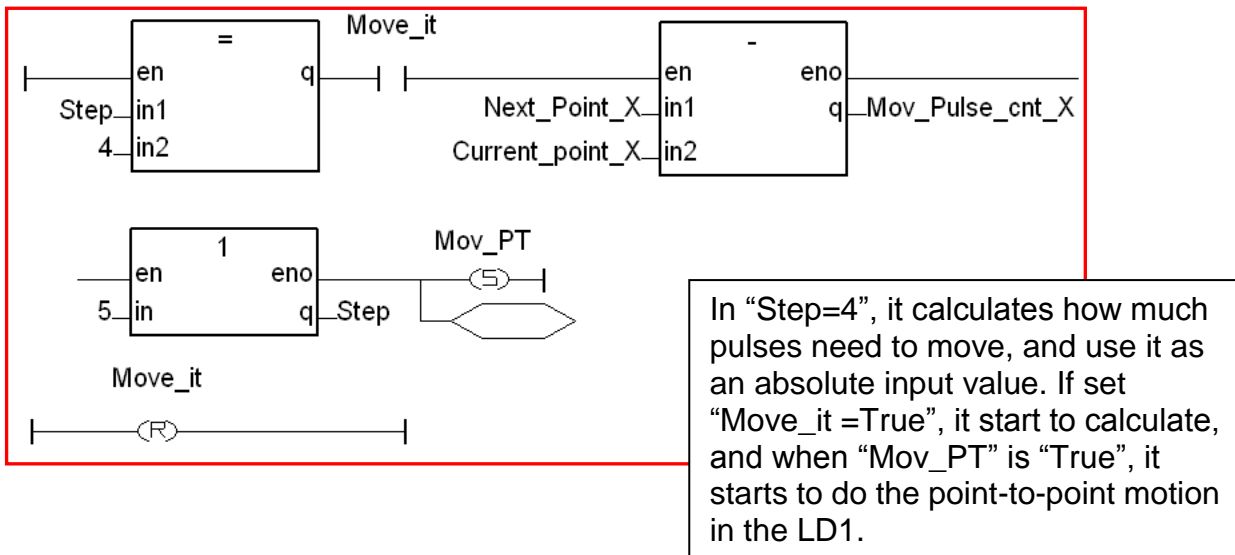 Move_it
= -
en q en eno
Step in1 Next_Point_X in1 q Mov_Pulse_cnt_X
4 in2 Current_point_X in2
1 Mov_PT
en eno S
5 in q Step
Move_it
R
In “Step=4”, it calculates how much
pulses need to move, and use it as
an absolute input value. If set
“Move_it =True”, it start to calculate,
and when “Mov_PT” is “True”, it
starts to do the point-to-point motion
in the LD1.